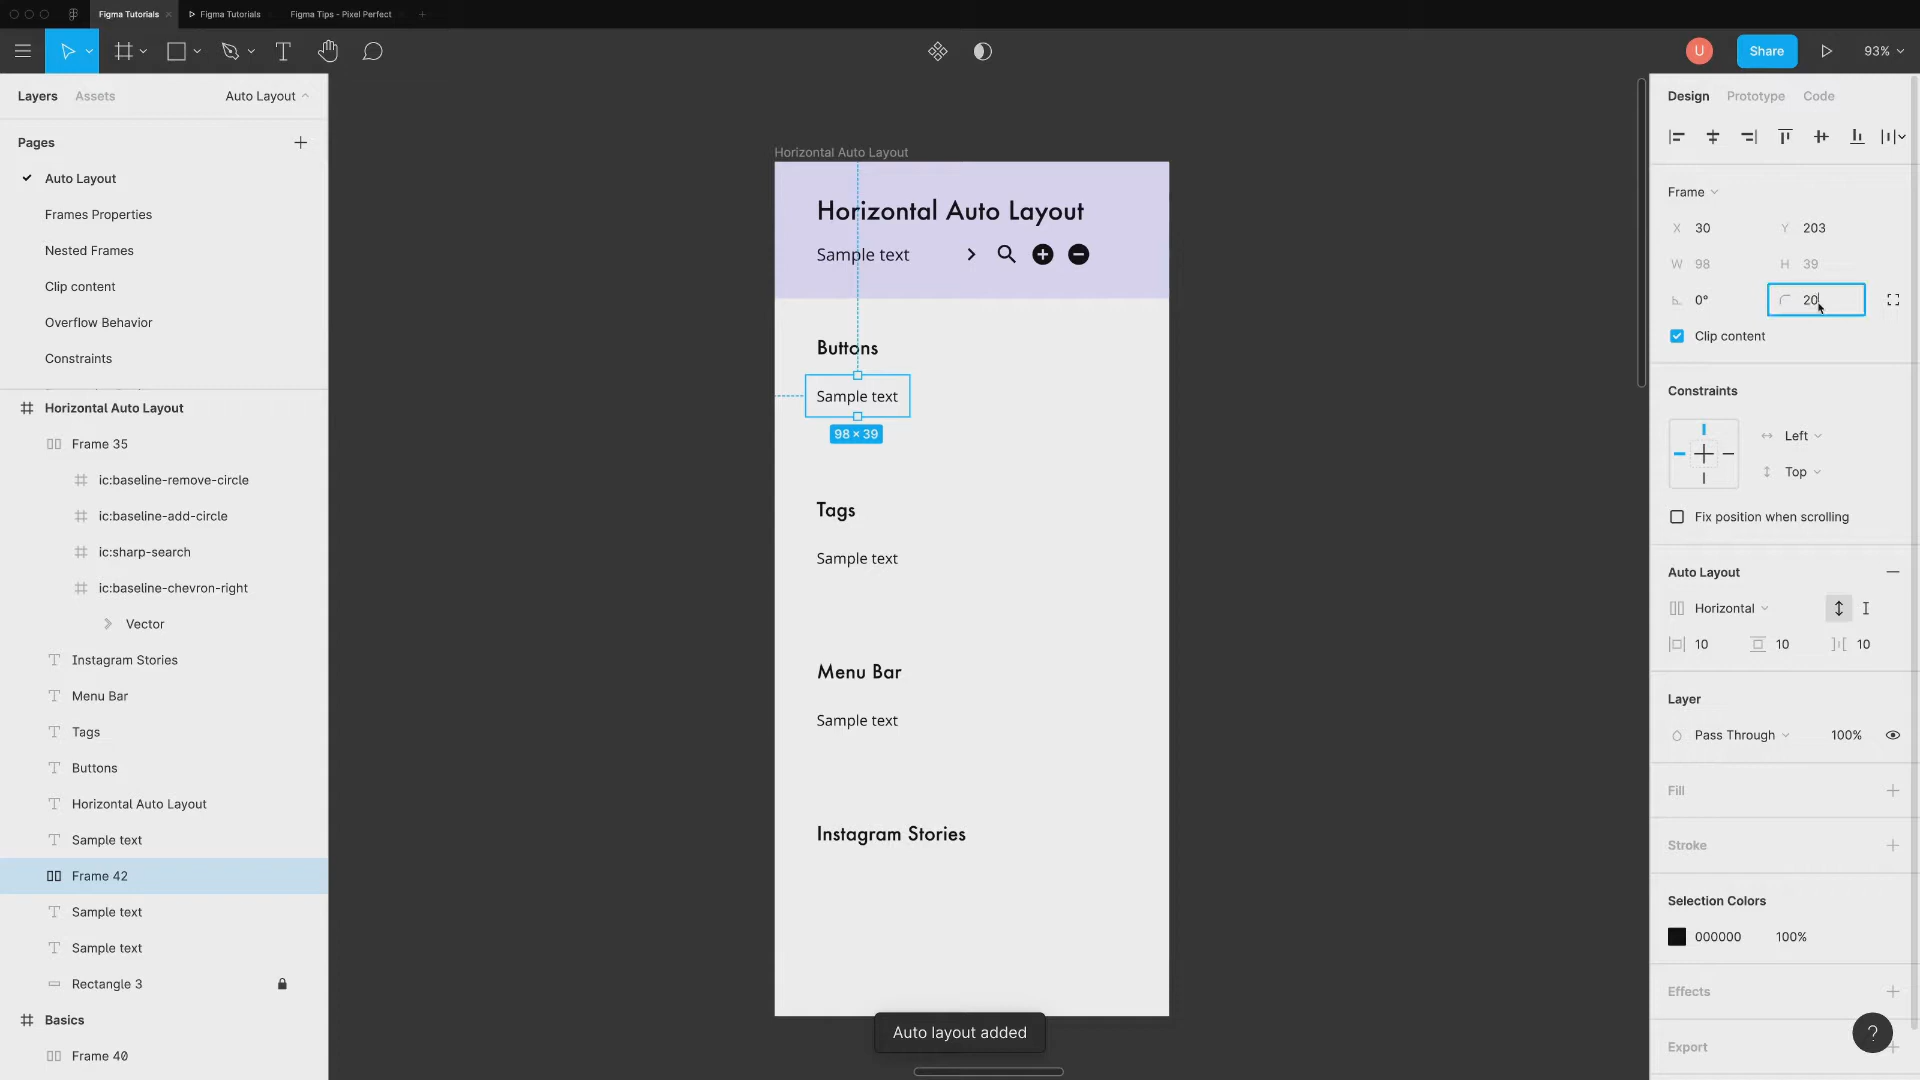 Figma Tutorials
Figma Tutorials
Figma Tips - Pixel Perfect
U
Share
93%
Layers
Assets
Auto Layout
Pages
Auto Layout
Frames Properties
Nested Frames
Clip content
Overflow Behavior
Constraints
Horizontal Auto Layout
Frame 35
ic:baseline-remove-circle
ic:baseline-add-circle
ic:sharp-search
ic:baseline-chevron-right
Vector
Instagram Stories
Menu Bar
Tags
Buttons
Horizontal Auto Layout
Sample text
Frame 42
Sample text
Sample text
Rectangle 3
Basics
Frame 40
Horizontal Auto Layout
Horizontal Auto Layout
Sample text
Buttons
Sample text
98 × 39
Tags
Sample text
Menu Bar
Sample text
Instagram Stories
Auto layout added
Design
Prototype
Code
Frame
X 30
Y 203
W 98
H 39
0°
20
Clip content
Constraints
Left
Top
Fix position when scrolling
Auto Layout
Horizontal
10
10
10
Layer
Pass Through
100%
Fill
Stroke
Selection Colors
000000
100%
Effects
Export
?